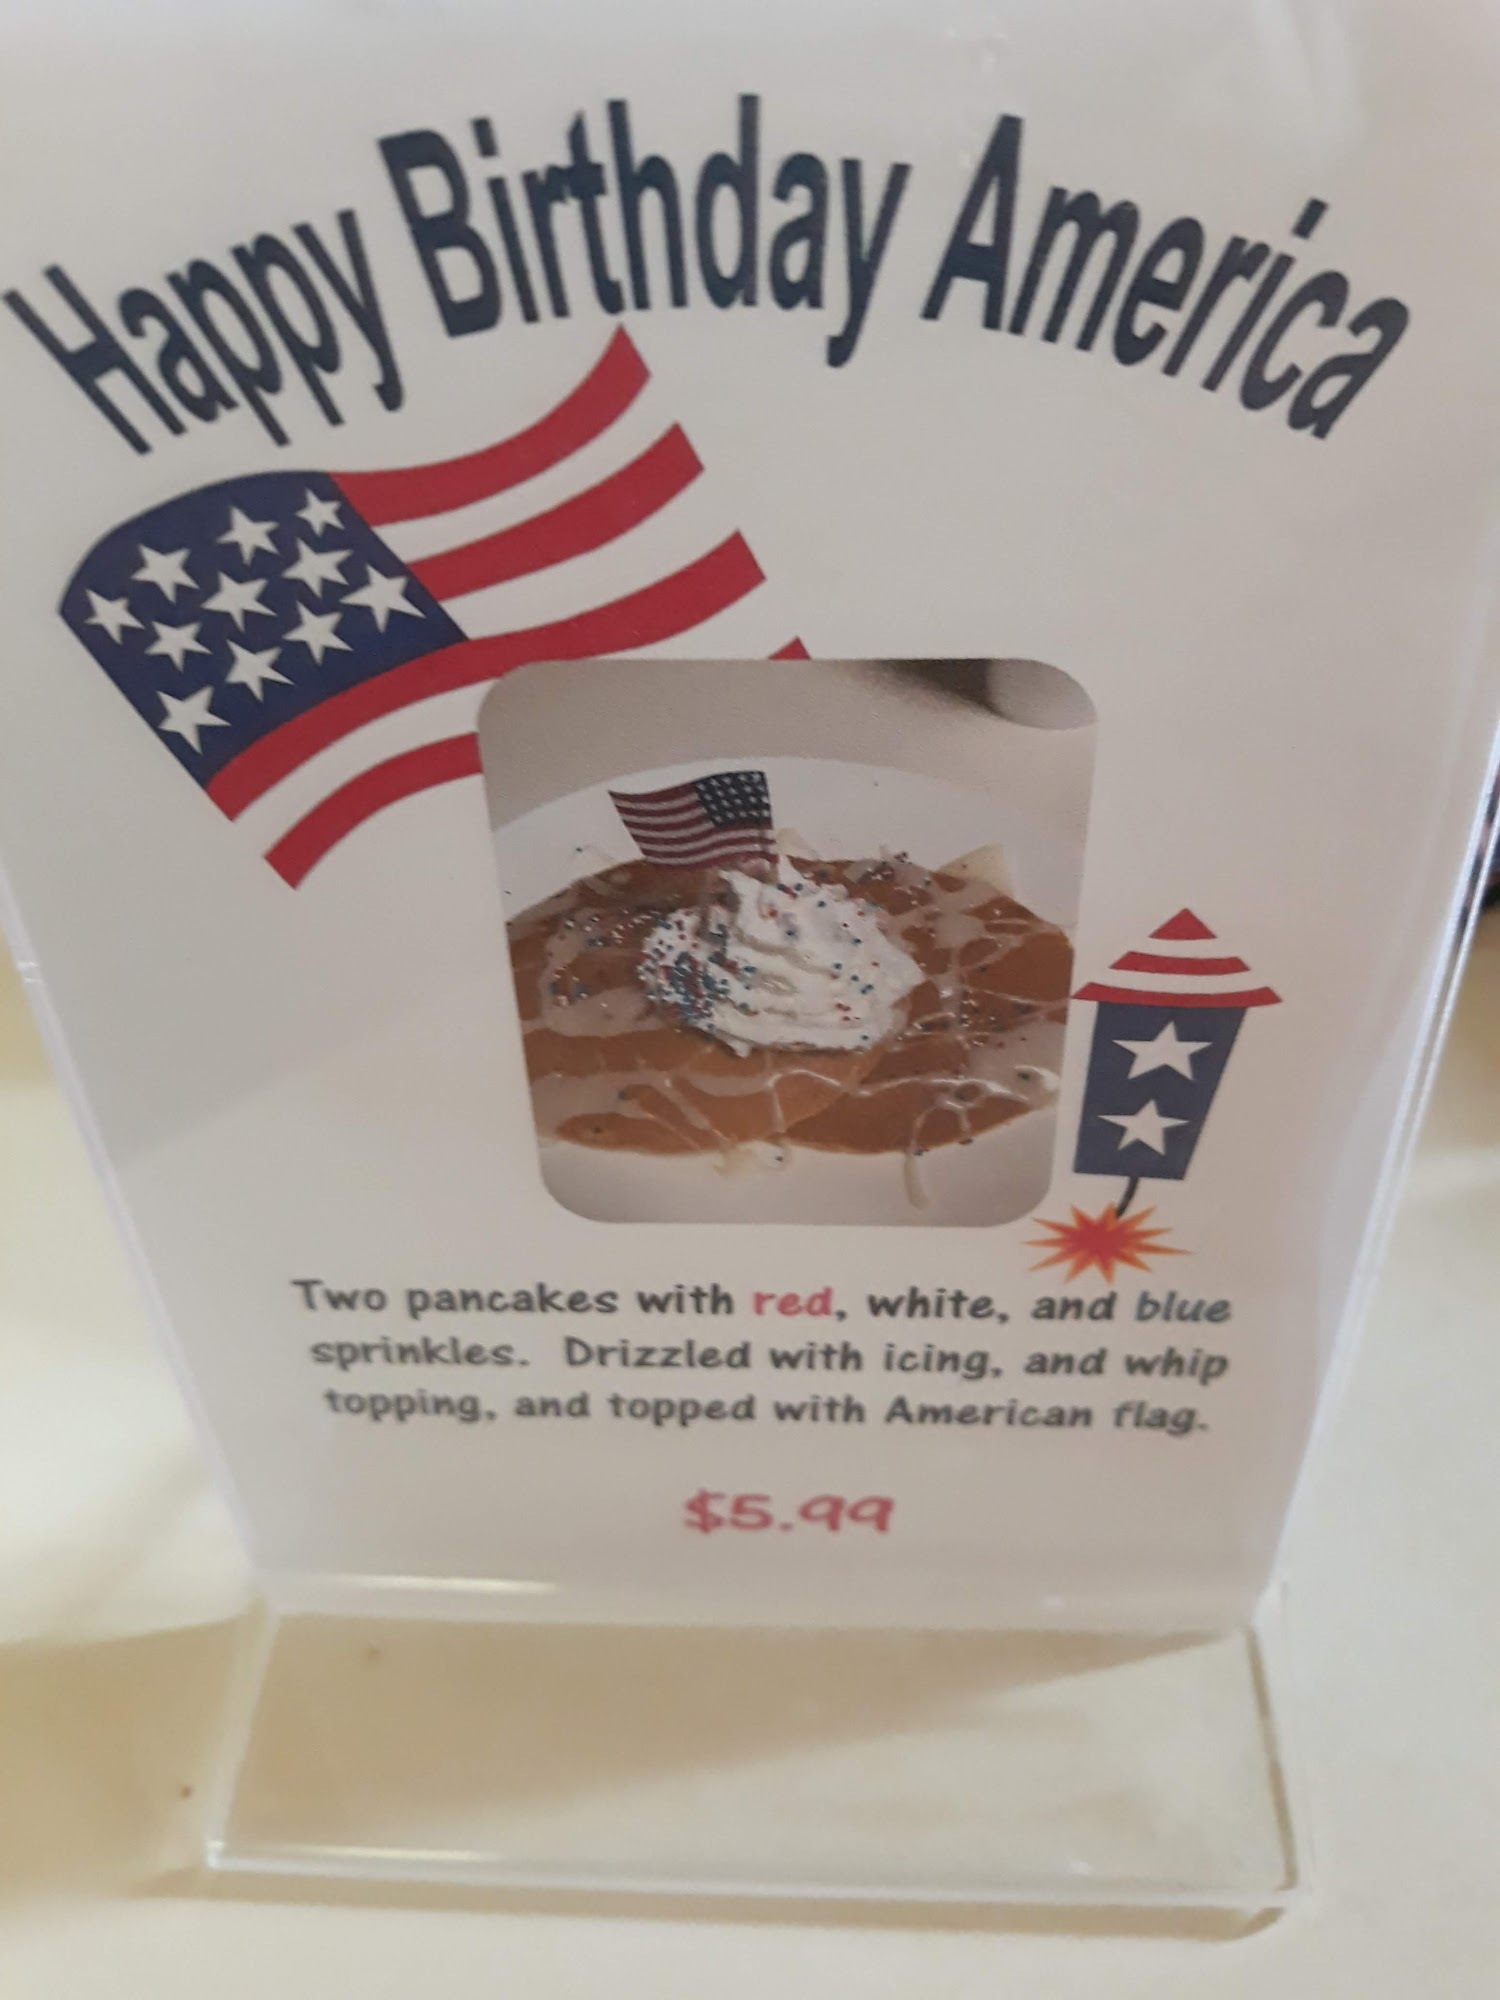 Happy Birthday America
Two pancakes with red, white, and blue
sprinkles. Drizzled with icing, and whip
topping, and topped with American flag.
$5.99